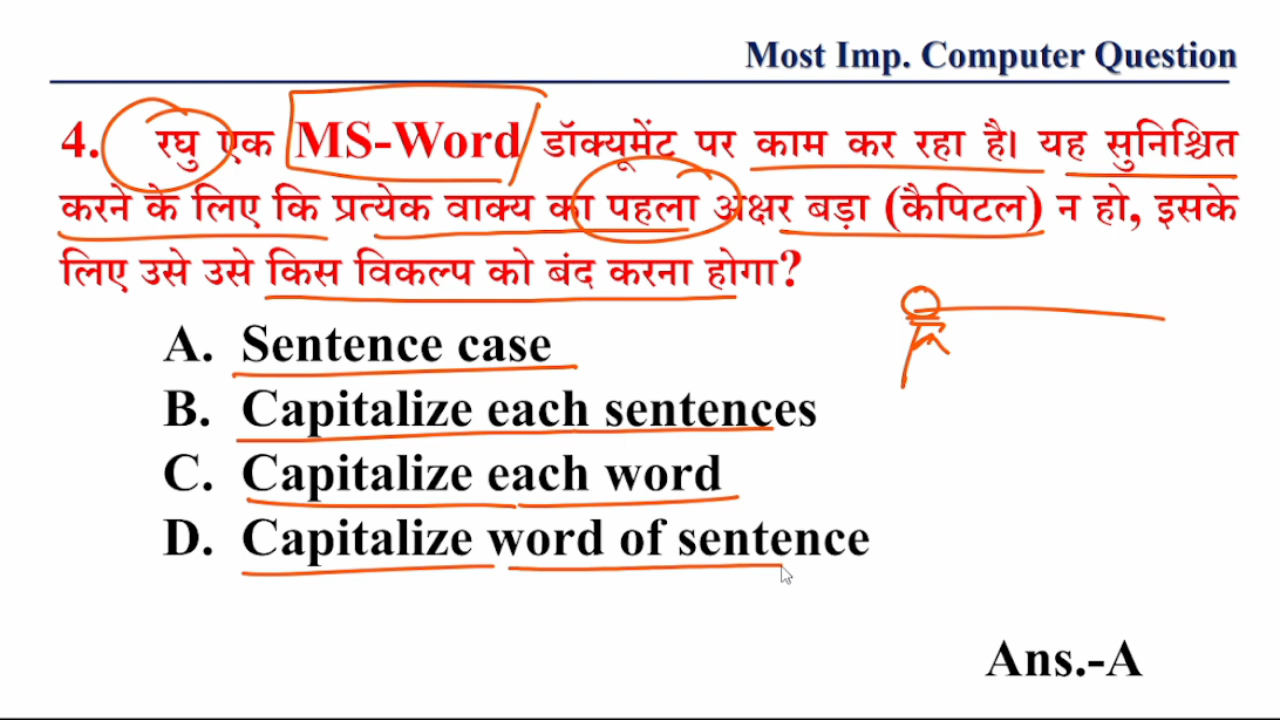 Most Imp. Computer Question
4. रघु एक MS-Word डॉक्यूमेंट पर काम कर रहा है। यह सुनिश्चित
करने के लिए कि प्रत्येक वाक्य का पहला अक्षर बड़ा (कैपिटल) न हो, इसके
लिए उसे उसे किस विकल्प को बंद करना होगा?
A. Sentence case
B. Capitalize each sentences
C. Capitalize each word
D. Capitalize word of sentence
Ans.-A